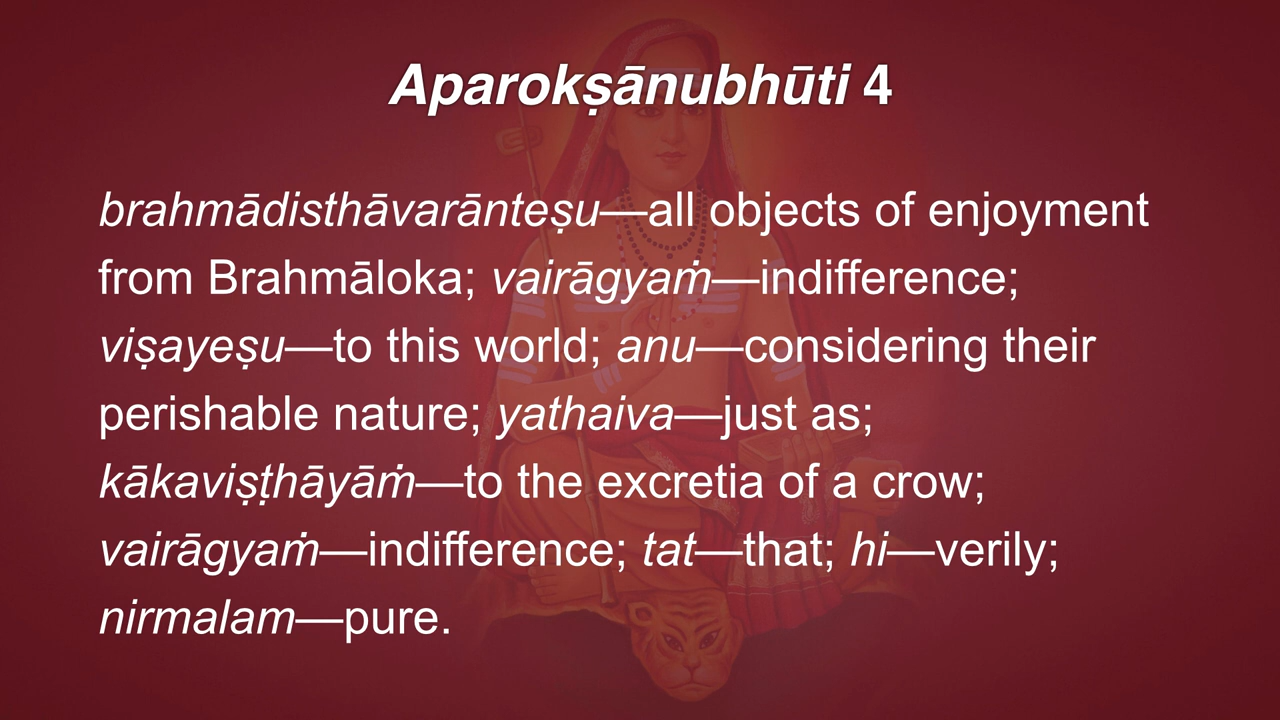 Aparokṣānubhūti 4
brahmādisthāvarānteṣu—all objects of enjoyment
from Brahmāloka; vairāgyaṁ—indifference;
viṣayeṣu—to this world; anu—considering their
perishable nature; yathaiva—just as;
kākaviṣṭhāyāṁ—to the excretia of a crow;
vairāgyaṁ—indifference; tat—that; hi—verily;
nirmalam—pure.